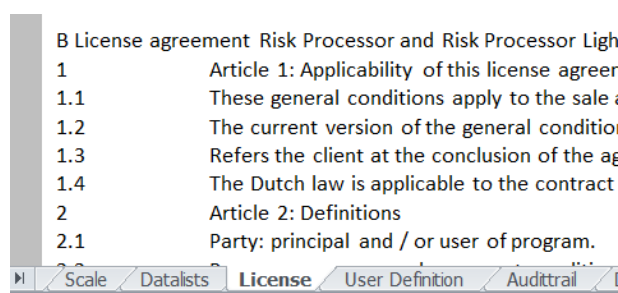 B License agreement Risk Processor and Risk Processor Ligh
1 Article 1: Applicability of this license agreer
1.1 These general conditions apply to the sale a
1.2 The current version of the general condition
1.3 Refers the client at the conclusion of the ag
1.4 The Dutch law is applicable to the contract
2 Article 2: Definitions
2.1 Party: principal and / or user of program.
Scale Datalists License User Definition Audittrail